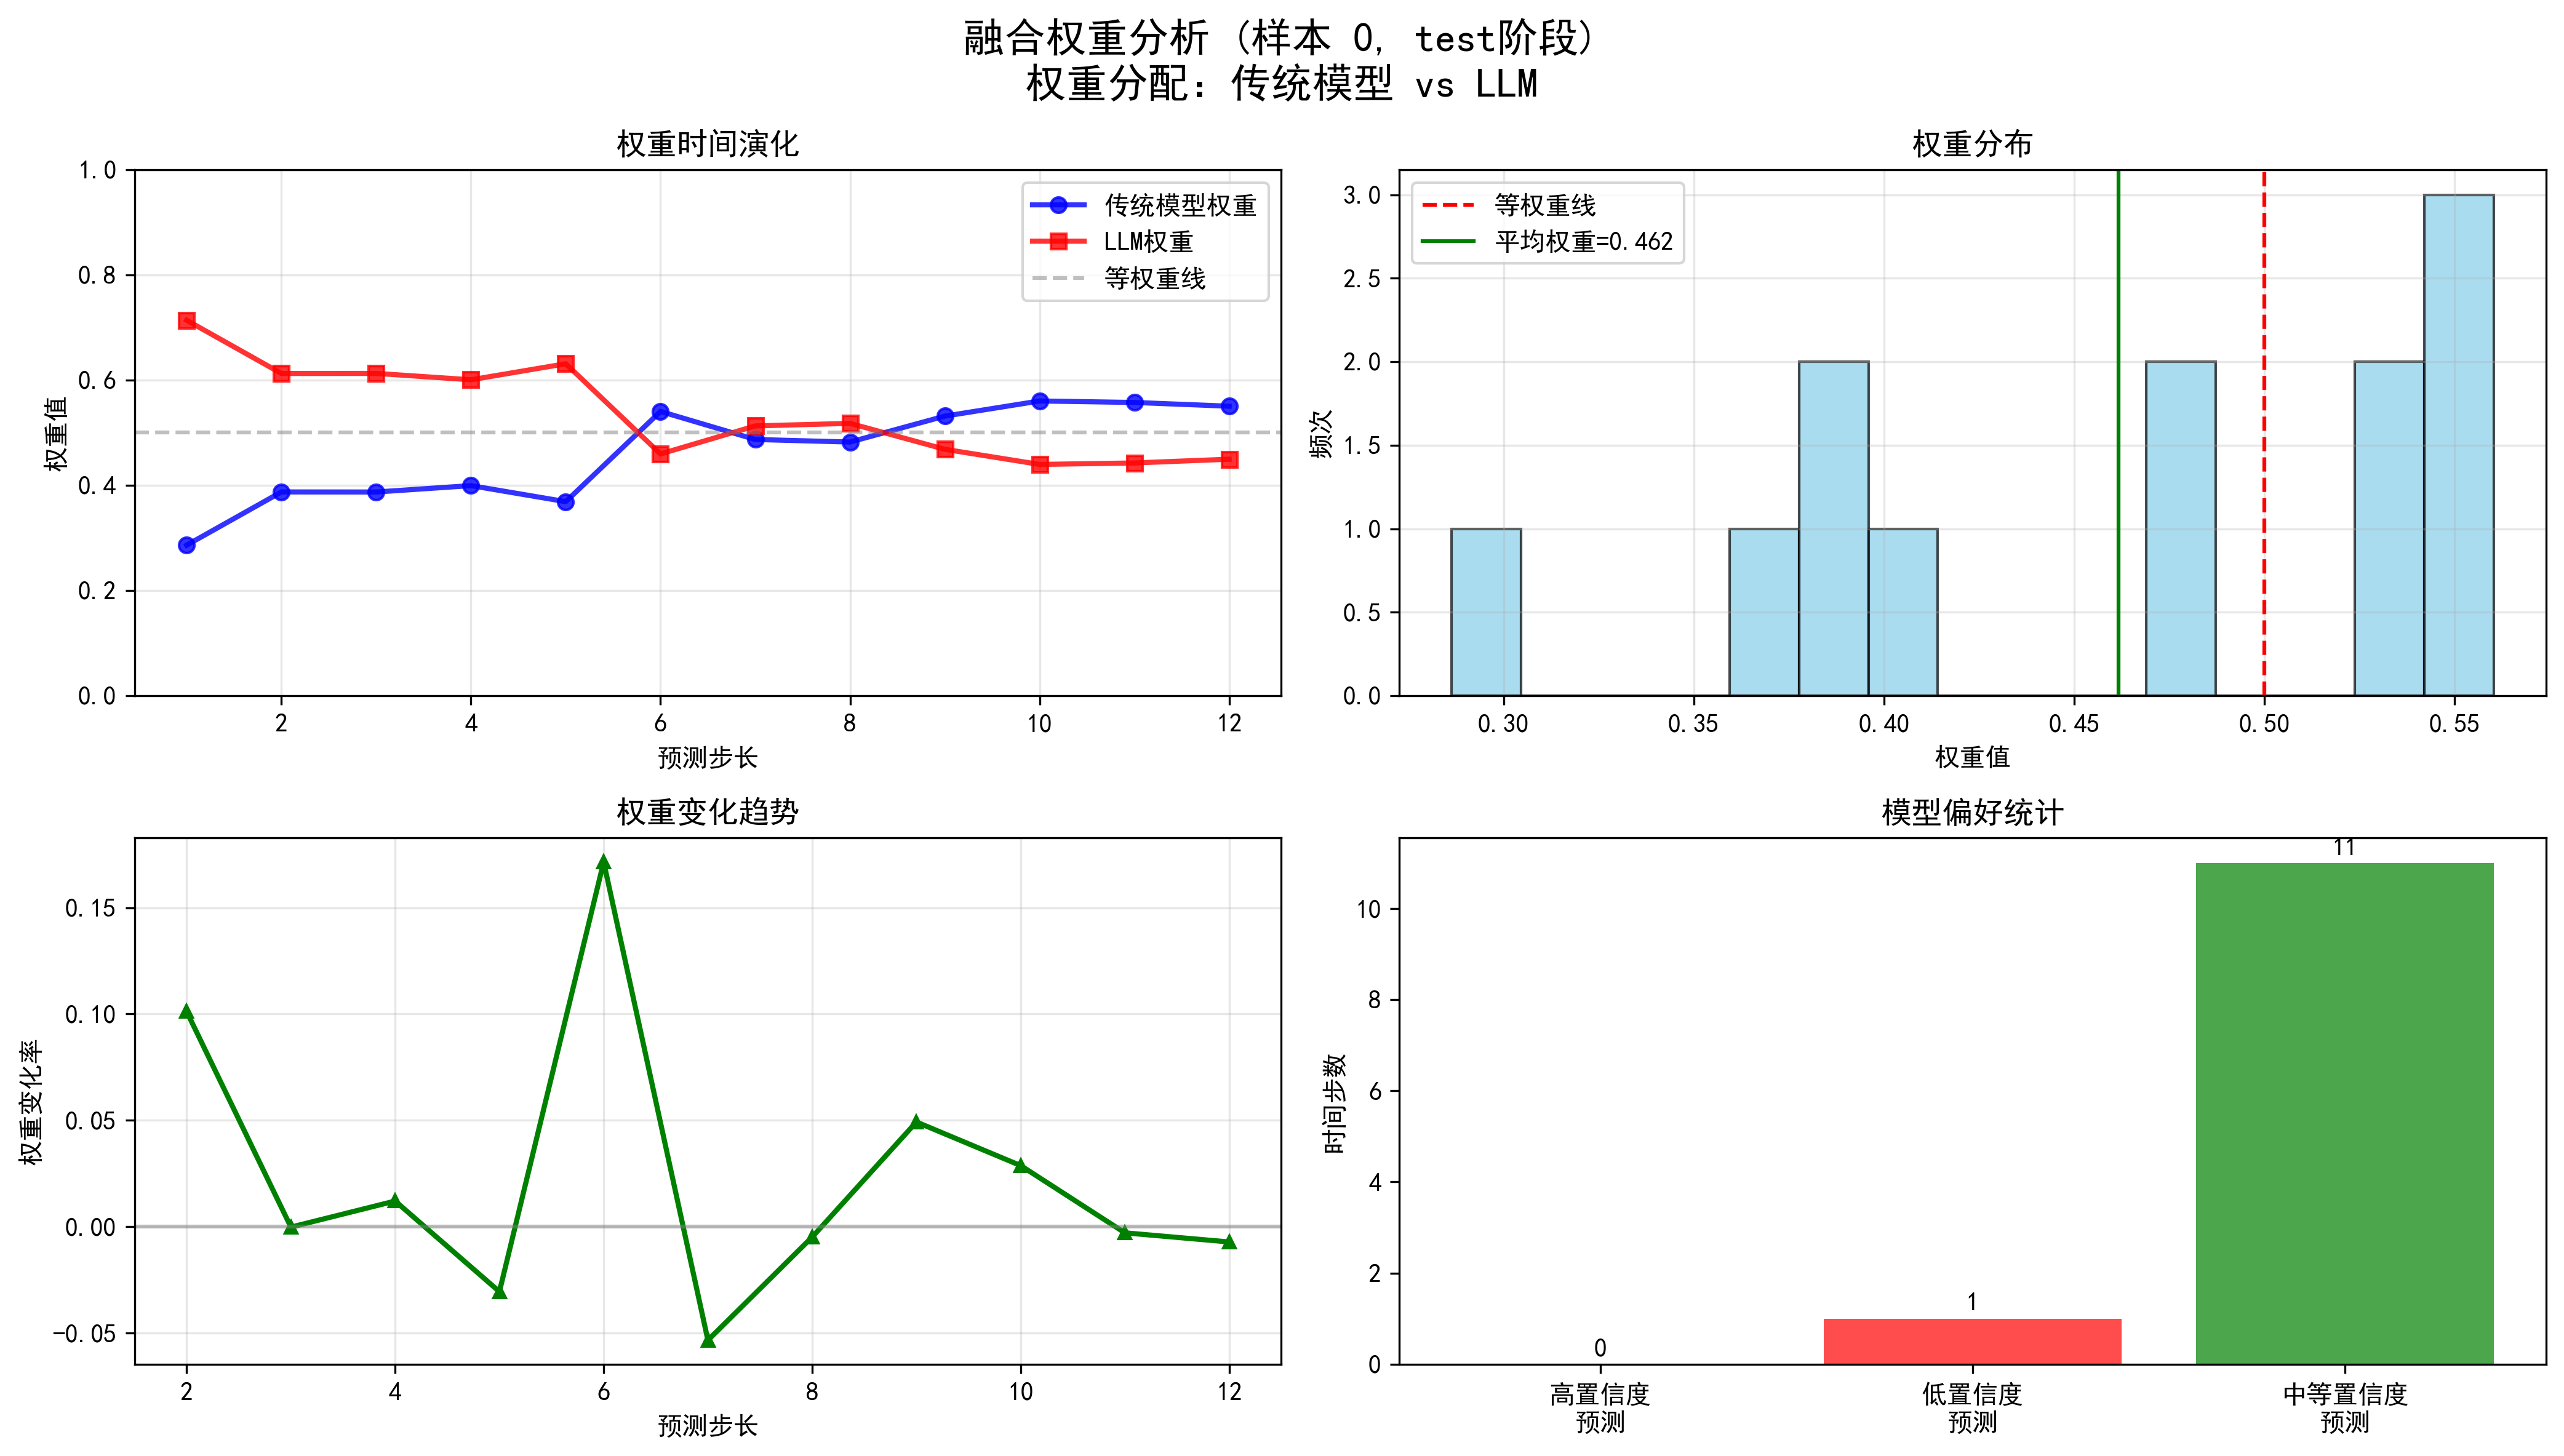 融合权重分析 (样本 0, test阶段)
权重分配: 传统模型 vs LLM
权重时间演化
权重值
1.0
0.8
0.6
0.4
0.2
0.0
传统模型权重
LLM权重
等权重线
2 4 6 8 10 12
预测步长
权重分布
频次
3.0
2.5
2.0
1.5
1.0
0.5
0.0
等权重线
平均权重=0.462
0.30 0.35 0.40 0.45 0.50 0.55
权重值
权重变化趋势
权重变化率
0.15
0.10
0.05
0.00
-0.05
2 4 6 8 10 12
预测步长
模型偏好统计
时间步数
10
8
6
4
2
0
0
1
11
高置信度
预测
低置信度
预测
中等置信度
预测